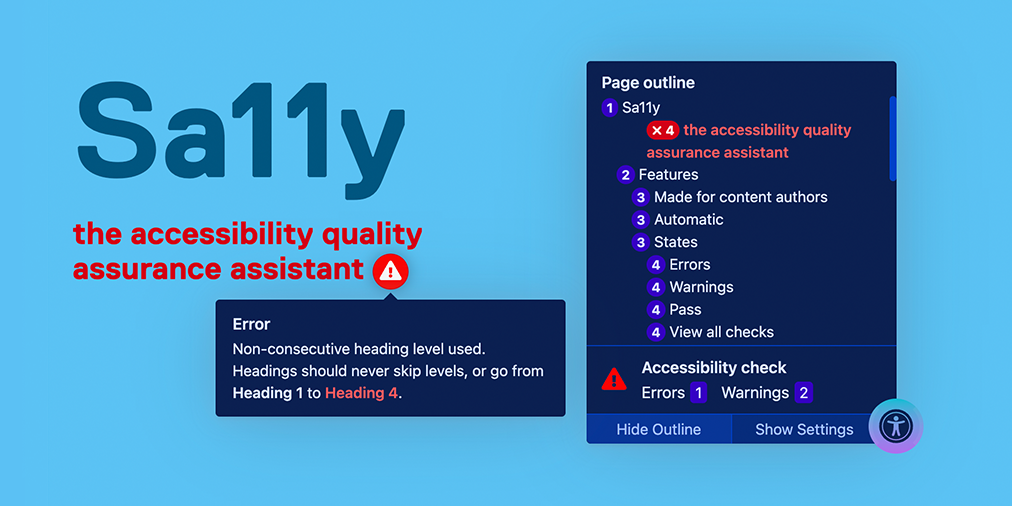 Sa11y
the accessibility quality
assurance assistant
Error
Non-consecutive heading level used.
Headings should never skip levels, or go from
Heading 1 to Heading 4.
Page outline
1 Sa11y
× 4 the accessibility quality
assurance assistant
2 Features
3 Made for content authors
3 Automatic
3 States
4 Errors
4 Warnings
4 Pass
4 View all checks
Accessibility check
Errors 1 Warnings 2
Hide Outline Show Settings